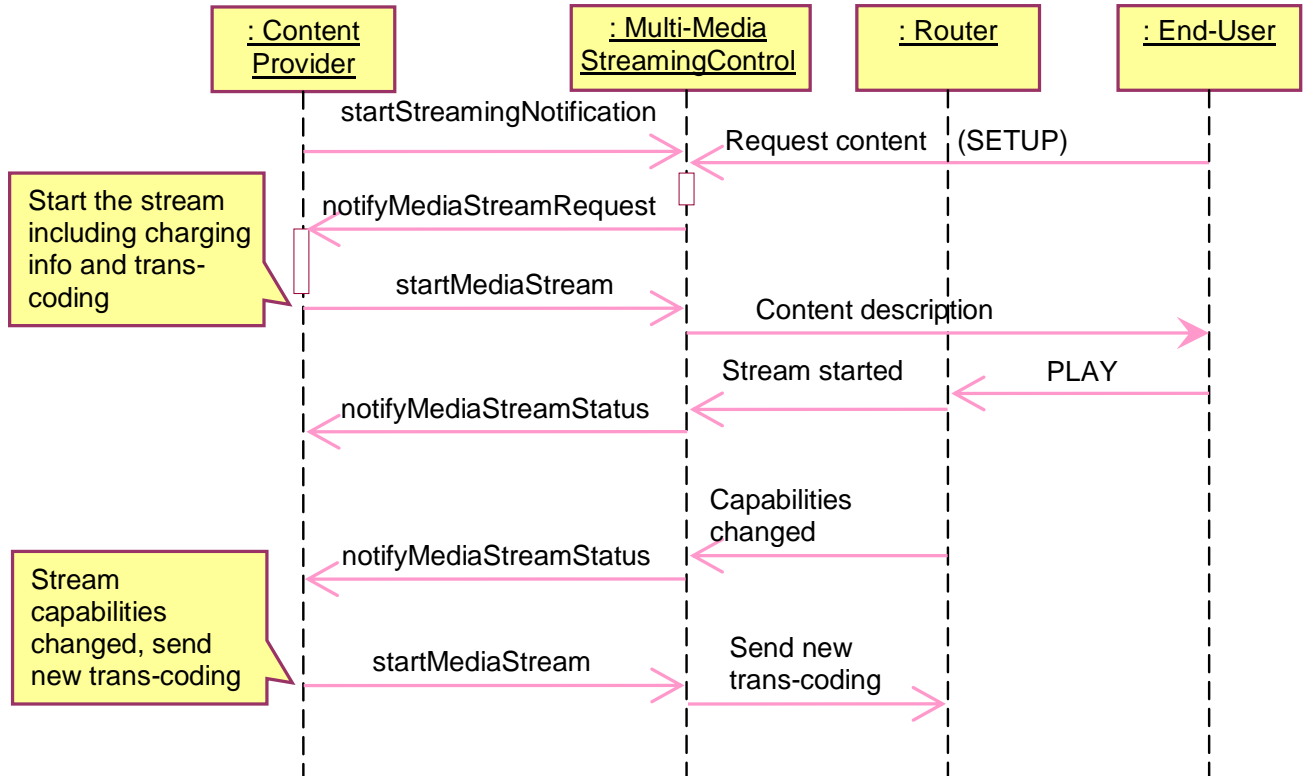 : Content
Provider
: Multi-Media
StreamingControl
: Router
: End-User
startStreamingNotification
Request content (SETUP)
Start the stream
including charging
info and trans-
coding
notifyMediaStreamRequest
startMediaStream
Content description
Stream started
PLAY
notifyMediaStreamStatus
Capabilities
changed
notifyMediaStreamStatus
Stream
capabilities
changed, send
new trans-coding
startMediaStream
Send new
trans-coding